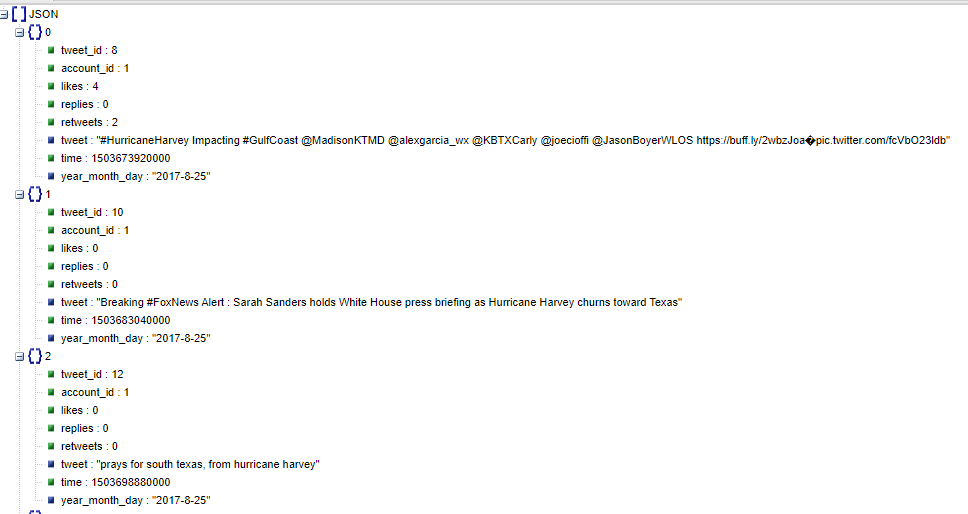 JSON
0
tweet_id : 8
account_id : 1
likes : 4
replies : 0
retweets : 2
tweet : "#HurricaneHarvey Impacting #GulfCoast @MadisonKTMD @alexgarcia_wx @KBTXCarly @joecioffi @JasonBoyerWLOS https://buff.ly/2wbzJoa�pic.twitter.com/fcVbO23ldb"
time : 1503673920000
year_month_day : "2017-8-25"
1
tweet_id : 10
account_id : 1
likes : 0
replies : 0
retweets : 0
tweet : "Breaking #FoxNews Alert : Sarah Sanders holds White House press briefing as Hurricane Harvey churns toward Texas"
time : 1503683040000
year_month_day : "2017-8-25"
2
tweet_id : 12
account_id : 1
likes : 0
replies : 0
retweets : 0
tweet : "prays for south texas, from hurricane harvey"
time : 1503698880000
year_month_day : "2017-8-25"